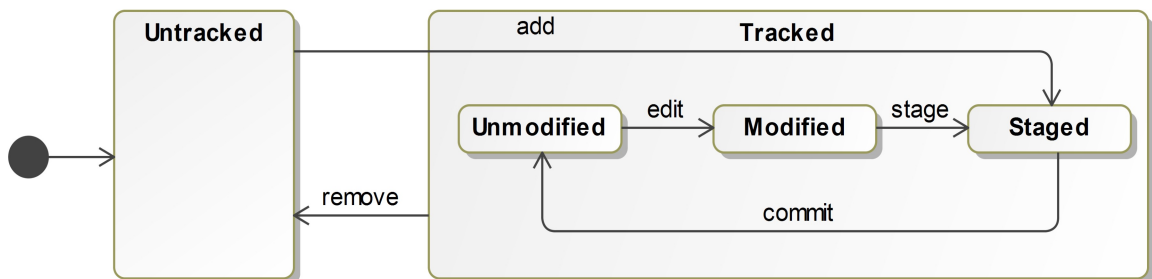 Untracked
add
Tracked
Unmodified
edit
Modified
stage
Staged
remove
commit